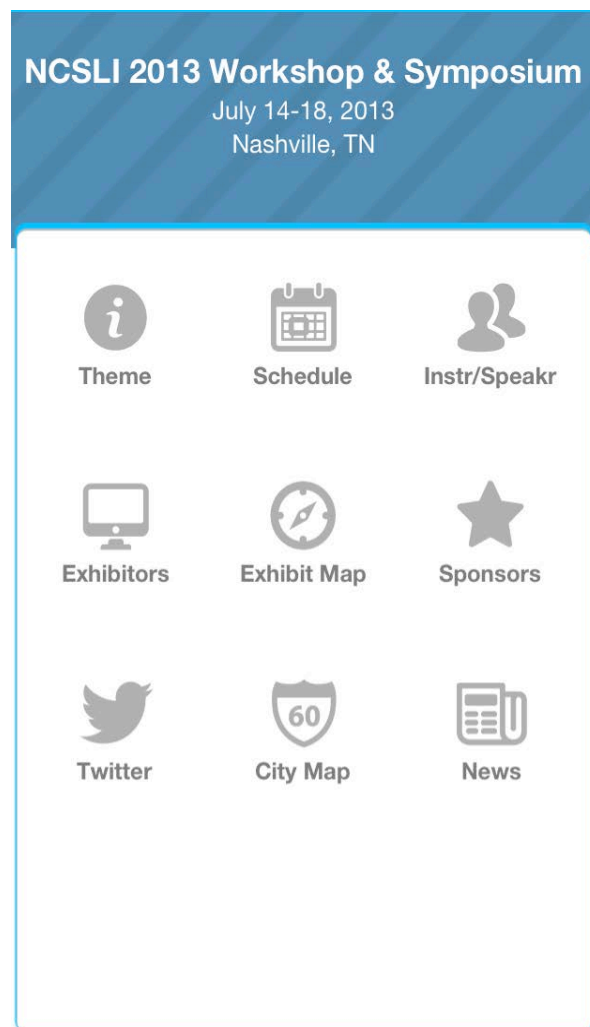 NCSLI 2013 Workshop & Symposium
July 14-18, 2013
Nashville, TN
i
Theme
Schedule
Instr/Speakr
Exhibitors
Exhibit Map
Sponsors
60
Twitter
City Map
News